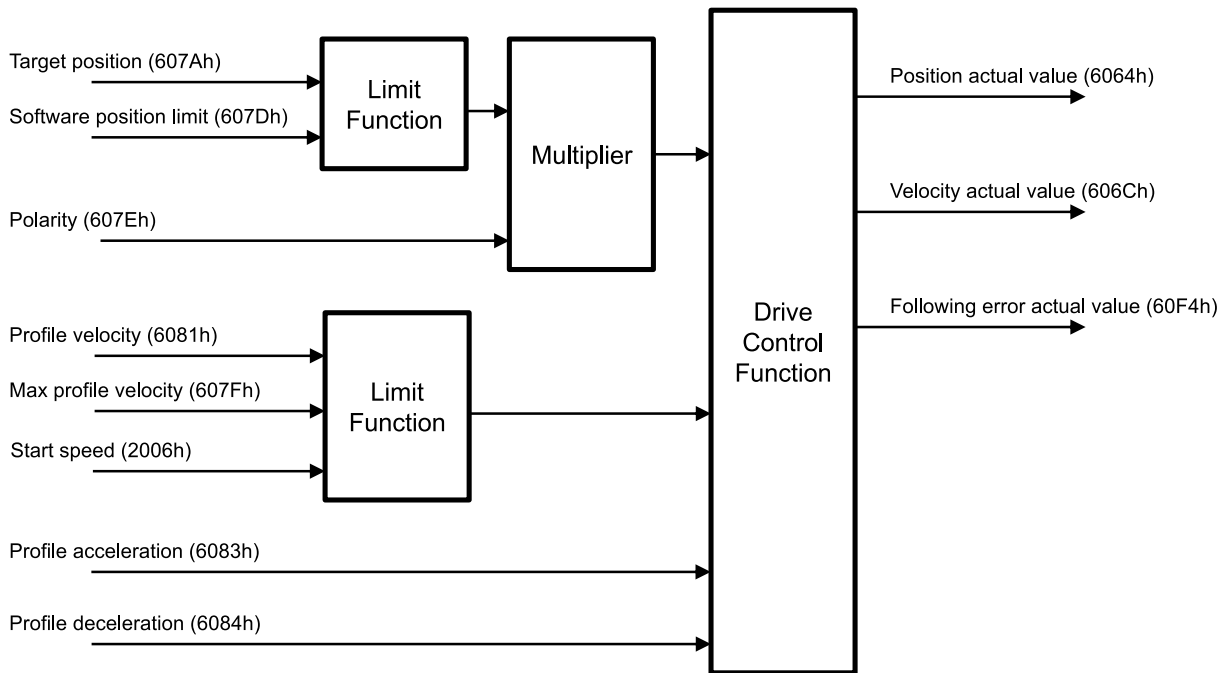 Target position (607Ah)
Software position limit (607Dh)
Limit
Function
Multiplier
Polarity (607Eh)
Profile velocity (6081h)
Max profile velocity (607Fh)
Start speed (2006h)
Limit
Function
Profile acceleration (6083h)
Profile deceleration (6084h)
Drive
Control
Function
Position actual value (6064h)
Velocity actual value (606Ch)
Following error actual value (60F4h)